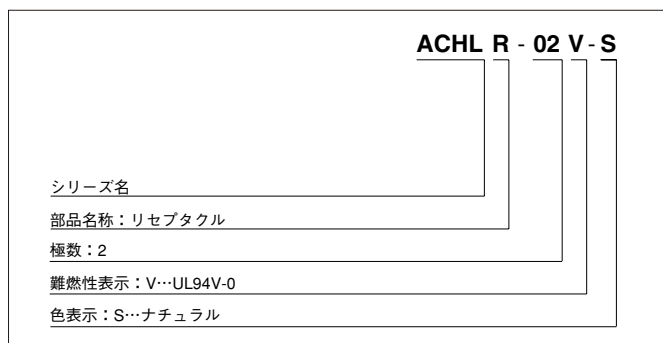 ACHL R - 02 V - S
シリーズ名
部品名称：リセプタクル
極数：2
難燃性表示：V…UL94V-0
色表示：S…ナチュラル